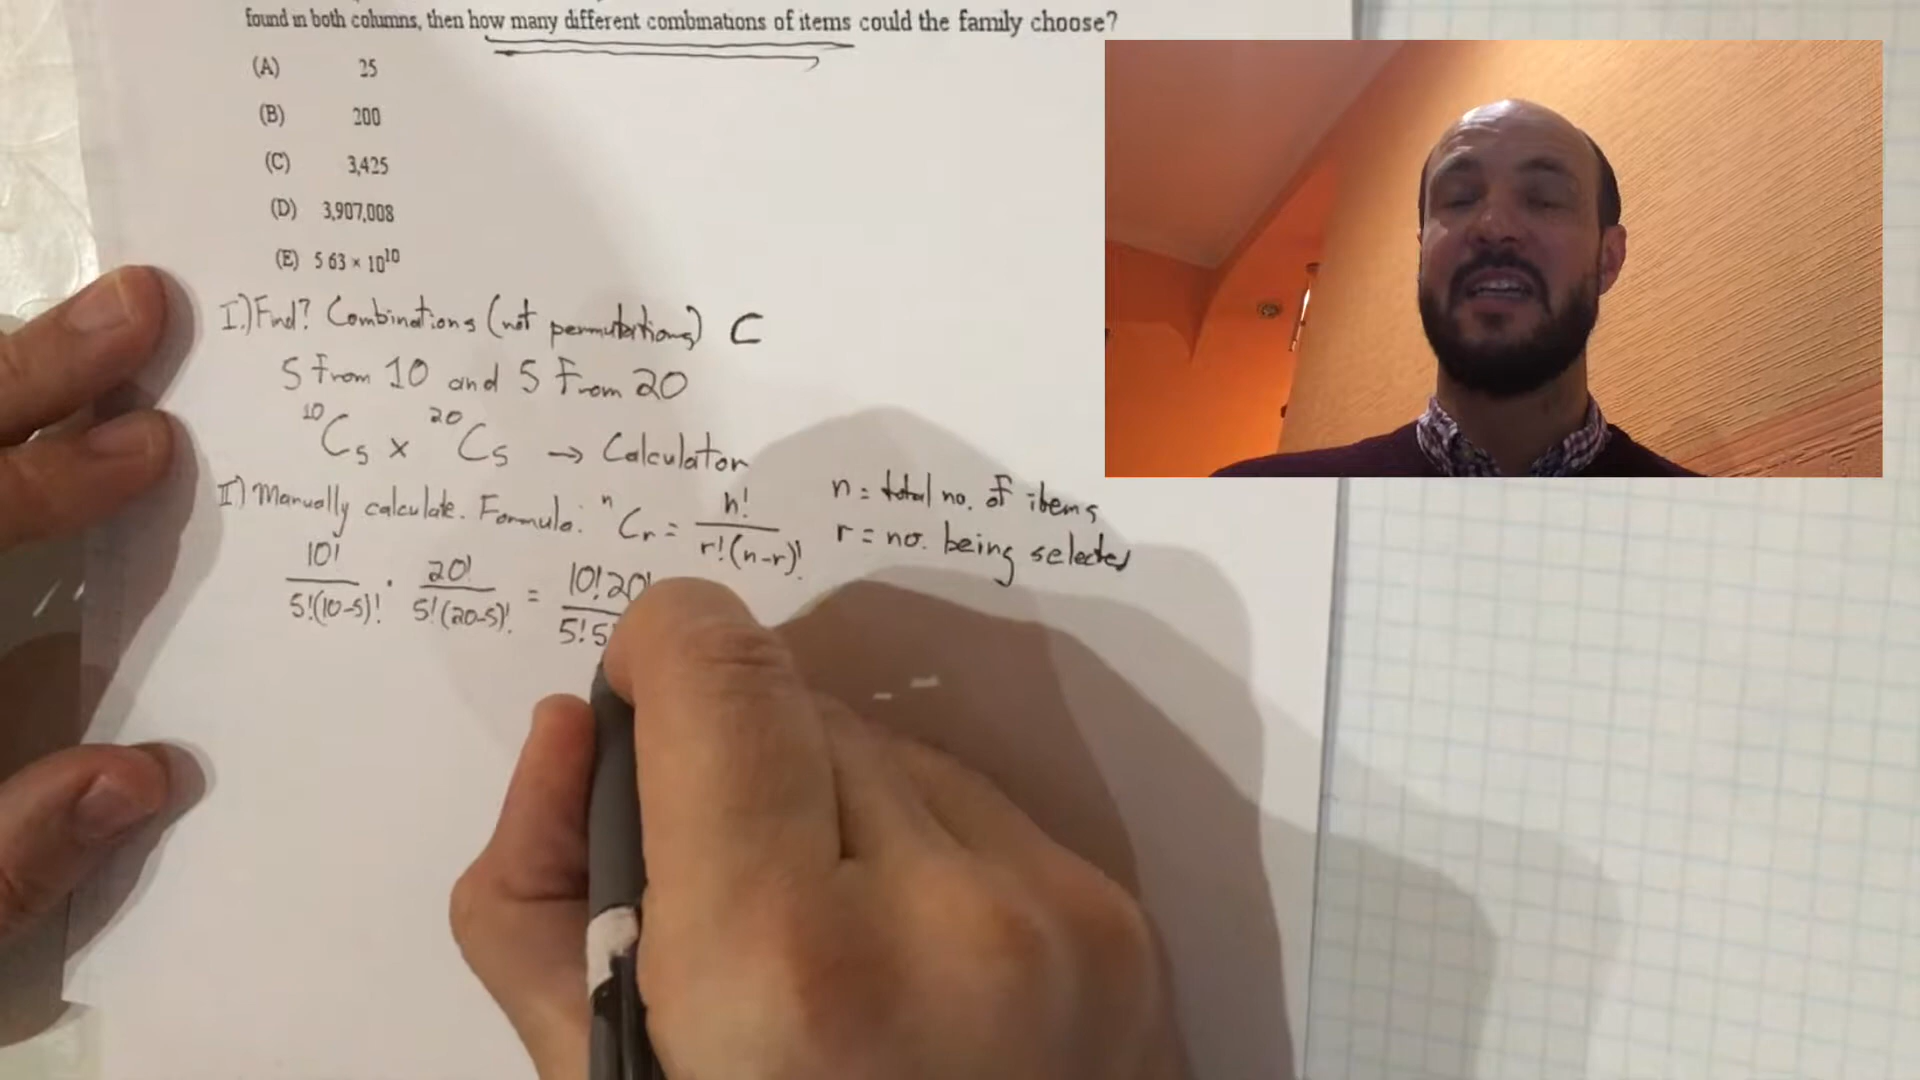 found in both columns, then how many different combinations of items could the family choose?
(A) 25
(B) 200
(C) 3,425
(D) 3,907,008
(E) 5 63 × 10¹⁰
I.) Find? Combinations (not permutations) C
5 from 10 and 5 from 20
¹⁰C₅ × ²⁰C₅ → Calculator
II) Manually calculate. Formula: ⁿCᵣ = n! / r!(n-r)!
n = total no. of items
r = no. being selected
10! / 5!(10-5)! · 20! / 5!(20-5)! = 10! 20! / 5! 5